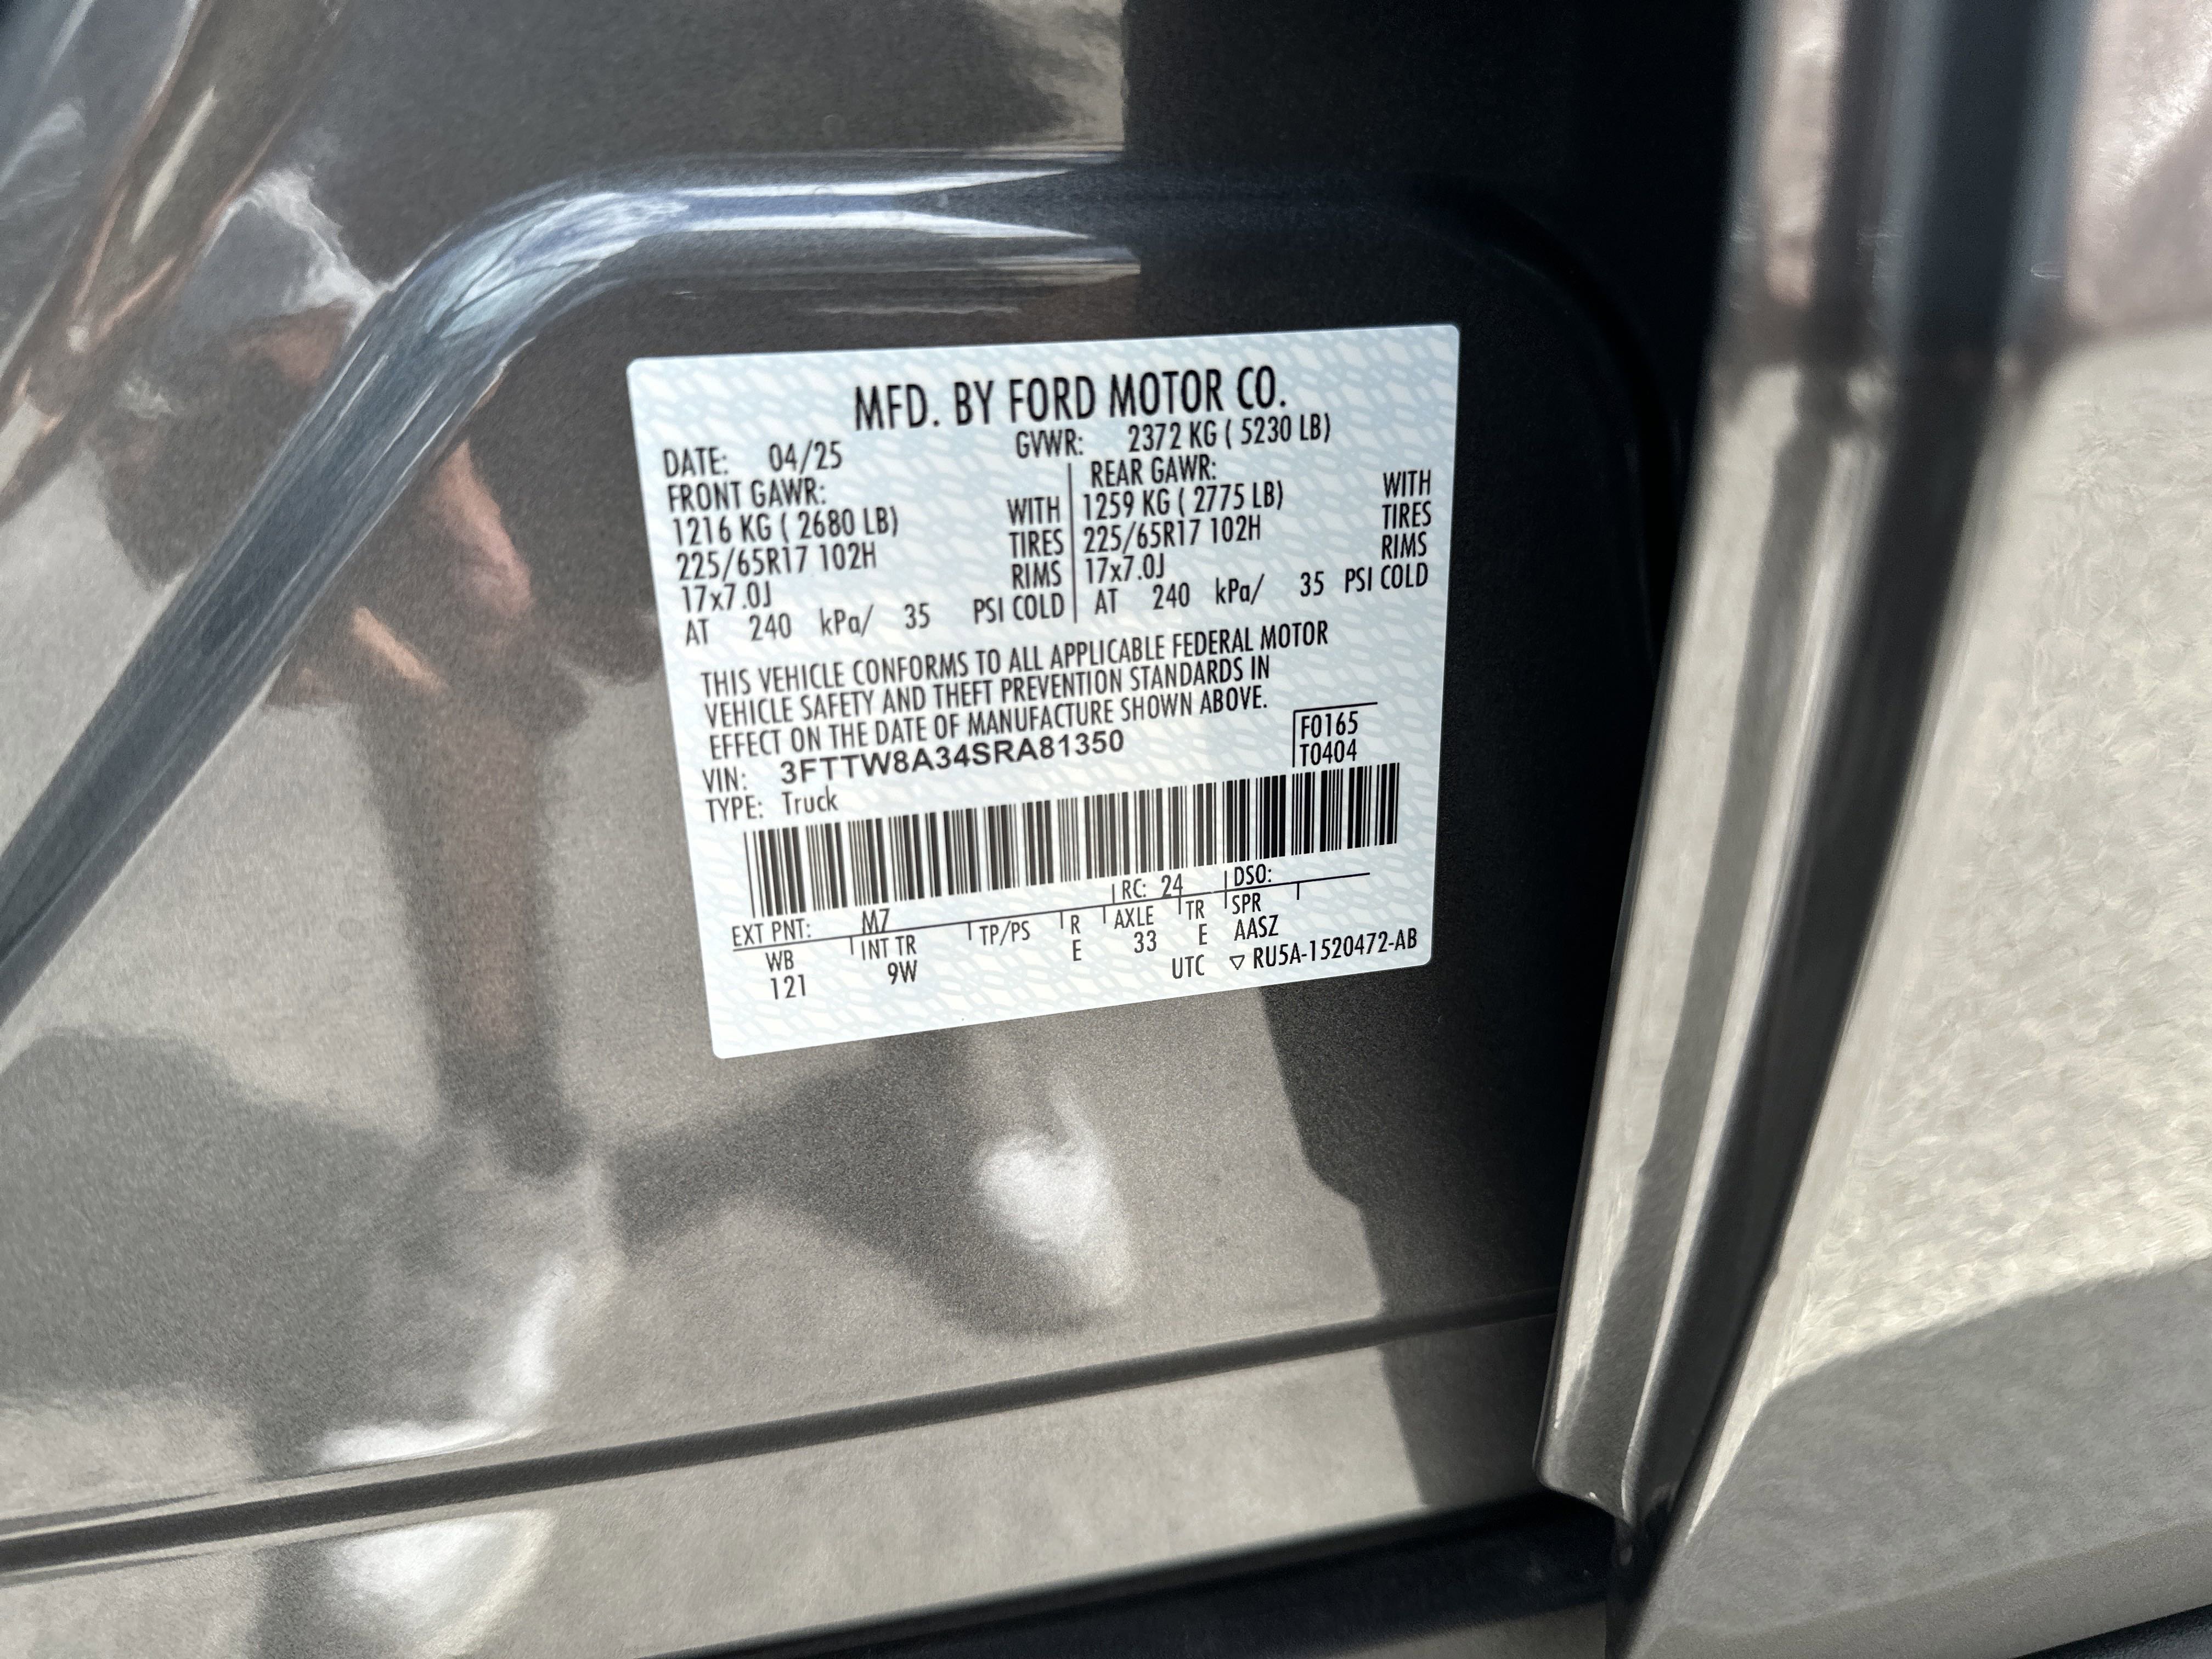 MFD. BY FORD MOTOR CO.
DATE: 04/25 GVWR: 2372 KG ( 5230 LB)
FRONT GAWR: REAR GAWR:
1216 KG ( 2680 LB) WITH 1259 KG ( 2775 LB) WITH
225/65R17 102H TIRES 225/65R17 102H TIRES
17x7.0J RIMS 17x7.0J RIMS
AT 240 kPa/ 35 PSI COLD AT 240 kPa/ 35 PSI COLD
THIS VEHICLE CONFORMS TO ALL APPLICABLE FEDERAL MOTOR
VEHICLE SAFETY AND THEFT PREVENTION STANDARDS IN
EFFECT ON THE DATE OF MANUFACTURE SHOWN ABOVE.
VIN: 3FTTW8A34SRA81350 F0165
TYPE: Truck T0404
EXT PNT: M7 RC: 24 DSO:
WB INT TR TP/PS R AXLE TR SPR
121 9W E 33 E AASZ
UTC ▽ RU5A-1520472-AB